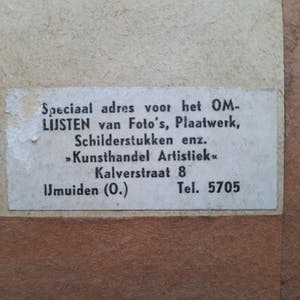 Speciaal adres voor het OM-
LIJSTEN van Foto's, Plaatwerk,
Schilderstukken enz.
»Kunsthandel Artistiek«
Kalverstraat 8
IJmuiden (O.) Tel. 5705